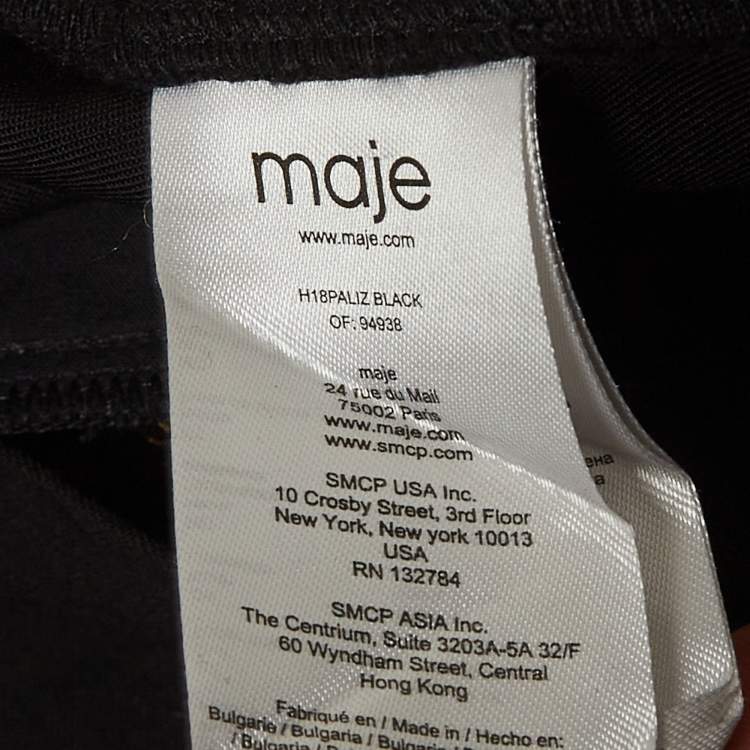 maje
www.maje.com
H18PALIZ BLACK
OF: 94938
maje
24 rue du Mail
75002 Paris
www.maje.com
www.smcp.com
SMCP USA Inc.
10 Crosby Street, 3rd Floor
New York, New york 10013
USA
RN 132784
SMCP ASIA Inc.
The Centrium, Suite 3203A-5A 32/F
60 Wyndham Street, Central
Hong Kong
Fabriqué en / Made in / Hecho en:
Bulgarie / Bulgaria / Bulgaria /
/ Bulgaria /